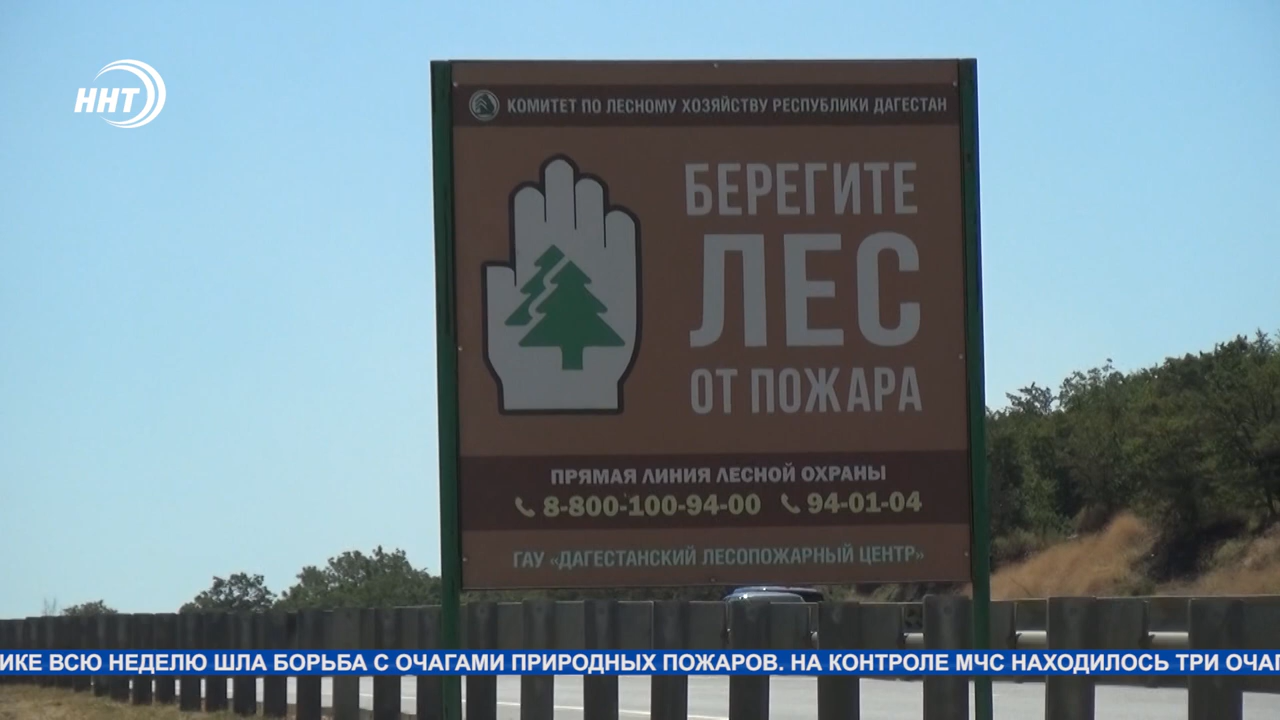 ННТ
КОМИТЕТ ПО ЛЕСНОМУ ХОЗЯЙСТВУ РЕСПУБЛИКИ ДАГЕСТАН
БЕРЕГИТЕ
ЛЕС
ОТ ПОЖАРА
ПРЯМАЯ ЛИНИЯ ЛЕСНОЙ ОХРАНЫ
8-800-100-94-00 94-01-04
ГАУ «ДАГЕСТАНСКИЙ ЛЕСОПОЖАРНЫЙ ЦЕНТР»
ИКЕ ВСЮ НЕДЕЛЮ ШЛА БОРЬБА С ОЧАГАМИ ПРИРОДНЫХ ПОЖАРОВ. НА КОНТРОЛЕ МЧС НАХОДИЛОСЬ ТРИ ОЧАГ